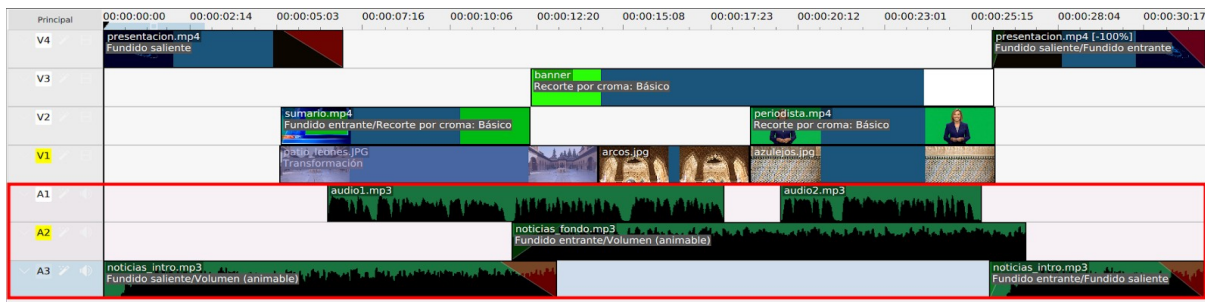 Principal 00:00:00:00 00:00:02:14 00:00:05:03 00:00:07:16 00:00:10:06 00:00:12:20 00:00:15:08 00:00:17:23 00:00:20:12 00:00:23:01 00:00:25:15 00:00:28:04 00:00:30:17
V4 presentacion.mp4 presentacion.mp4 [-100%]
Fundido saliente Fundido saliente/Fundido entrante
V3 banner
Recorte por croma: Básico
V2 sumario.mp4 periodista.mp4
Fundido entrante/Recorte por croma: Básico Recorte por croma: Básico
V1 patio_leones.JPG arcos.jpg azulejos.jpg
Transformación
A1 audio1.mp3 audio2.mp3
A2 noticias_fondo.mp3
Fundido entrante/Volumen (animable)
A3 noticias_intro.mp3 noticias_intro.mp3
Fundido saliente/Volumen (animable) Fundido entrante/Fundido saliente